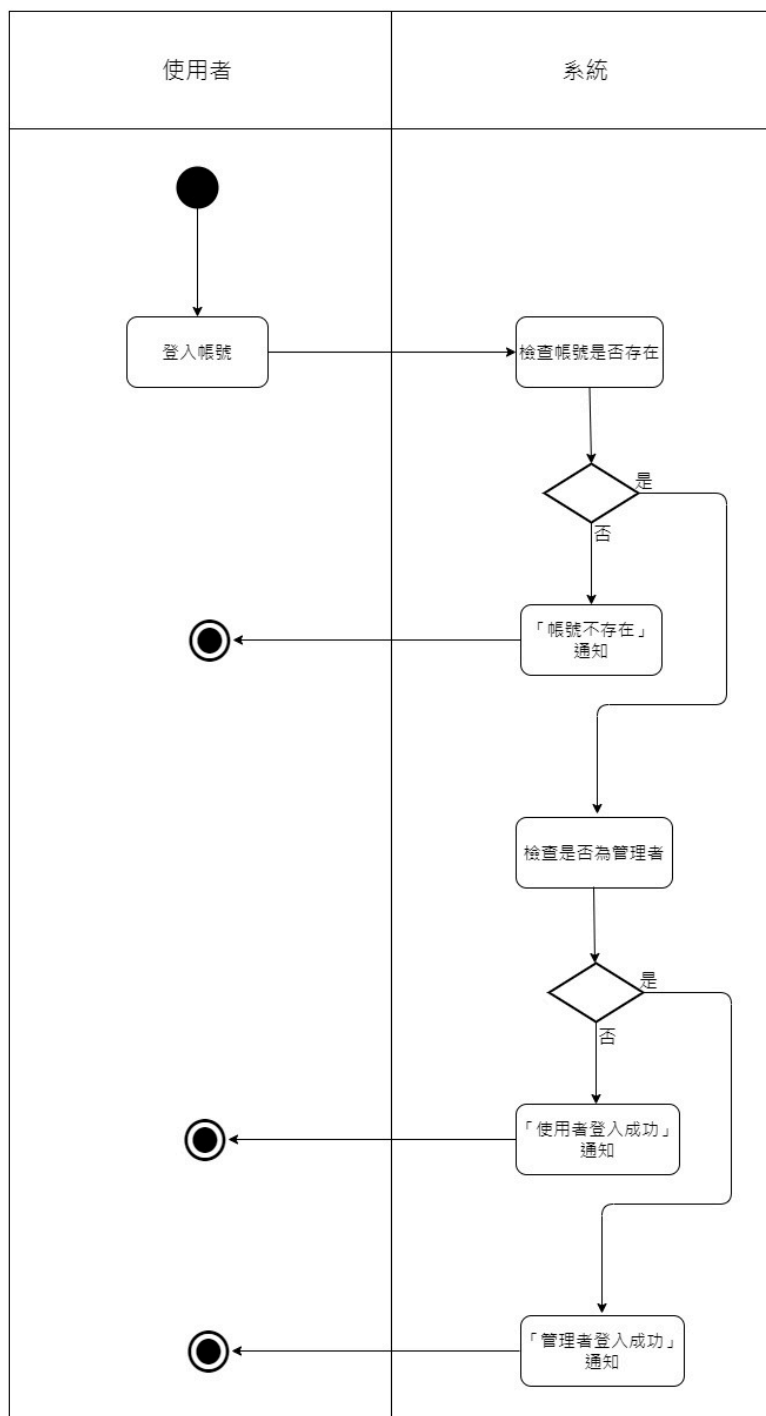 使用者
系統
登入帳號
檢查帳號是否存在
是
否
「帳號不存在」
通知
檢查是否為管理者
是
否
「使用者登入成功」
通知
「管理者登入成功」
通知